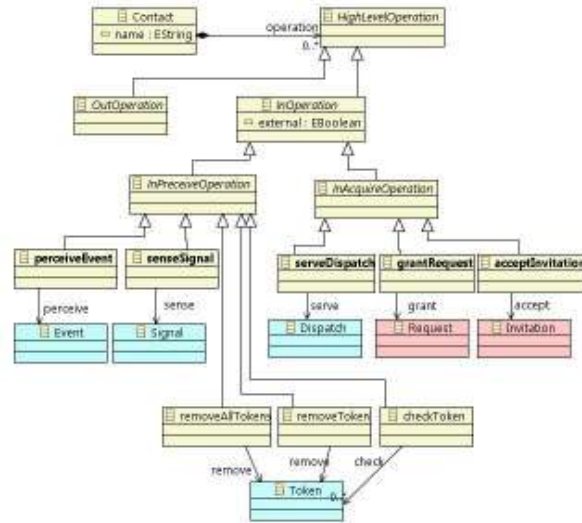 Contact
name : EString
operation
0..*
HighLevelOperation
OutOperation
InOperation
external : EBoolean
InPreceiveOperation
InAcquireOperation
perceiveEvent
senseSignal
serveDispatch
grantRequest
acceptInvitation
perceive
sense
serve
grant
accept
Event
Signal
Dispatch
Request
Invitation
removeAllTokens
removeToken
checkToken
remove
remove
check
Token
0..*